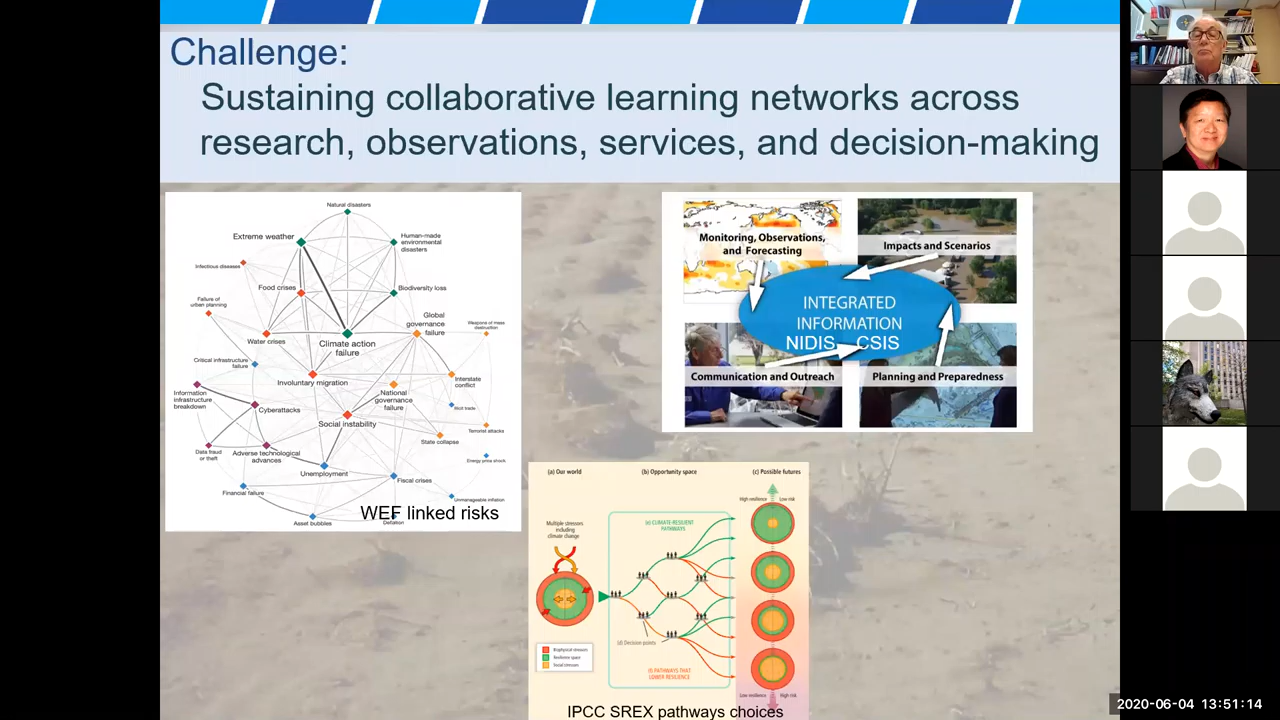 Challenge:
Sustaining collaborative learning networks across
research, observations, services, and decision-making
Natural disasters
Extreme weather
Human-made
environmental
disasters
Infectious diseases
Food crises
Biodiversity loss
Failure of
urban planning
Global
governance
failure
Weapons of mass
destruction
Water crises
Climate action
failure
Critical infrastructure
failure
Involuntary migration
Interstate
conflict
Information
infrastructure
breakdown
National
governance
failure
Cyberattacks
Illicit trade
Social instability
Terrorist attacks
State collapse
Data fraud
or theft
Adverse technological
advances
Energy price shock
Unemployment
Fiscal crises
Financial failure
Unmanageable inflation
Asset bubbles
Deflation
WEF linked risks
Monitoring, Observations,
and Forecasting
Impacts and Scenarios
INTEGRATED
INFORMATION
NIDIS CSIS
Communication and Outreach
Planning and Preparedness
(a) Our world
(b) Opportunity space
(c) Possible futures
High resilience Low risk
Multiple stressors
including
climate change
(e) CLIMATE-RESILIENT
PATHWAYS
(d) Decision points
Biophysical stressors
Resilience space
Social stressors
(f) PATHWAYS THAT
LOWER RESILIENCE
Low resilience High risk
IPCC SREX pathways choices
2020-06-04 13:51:14